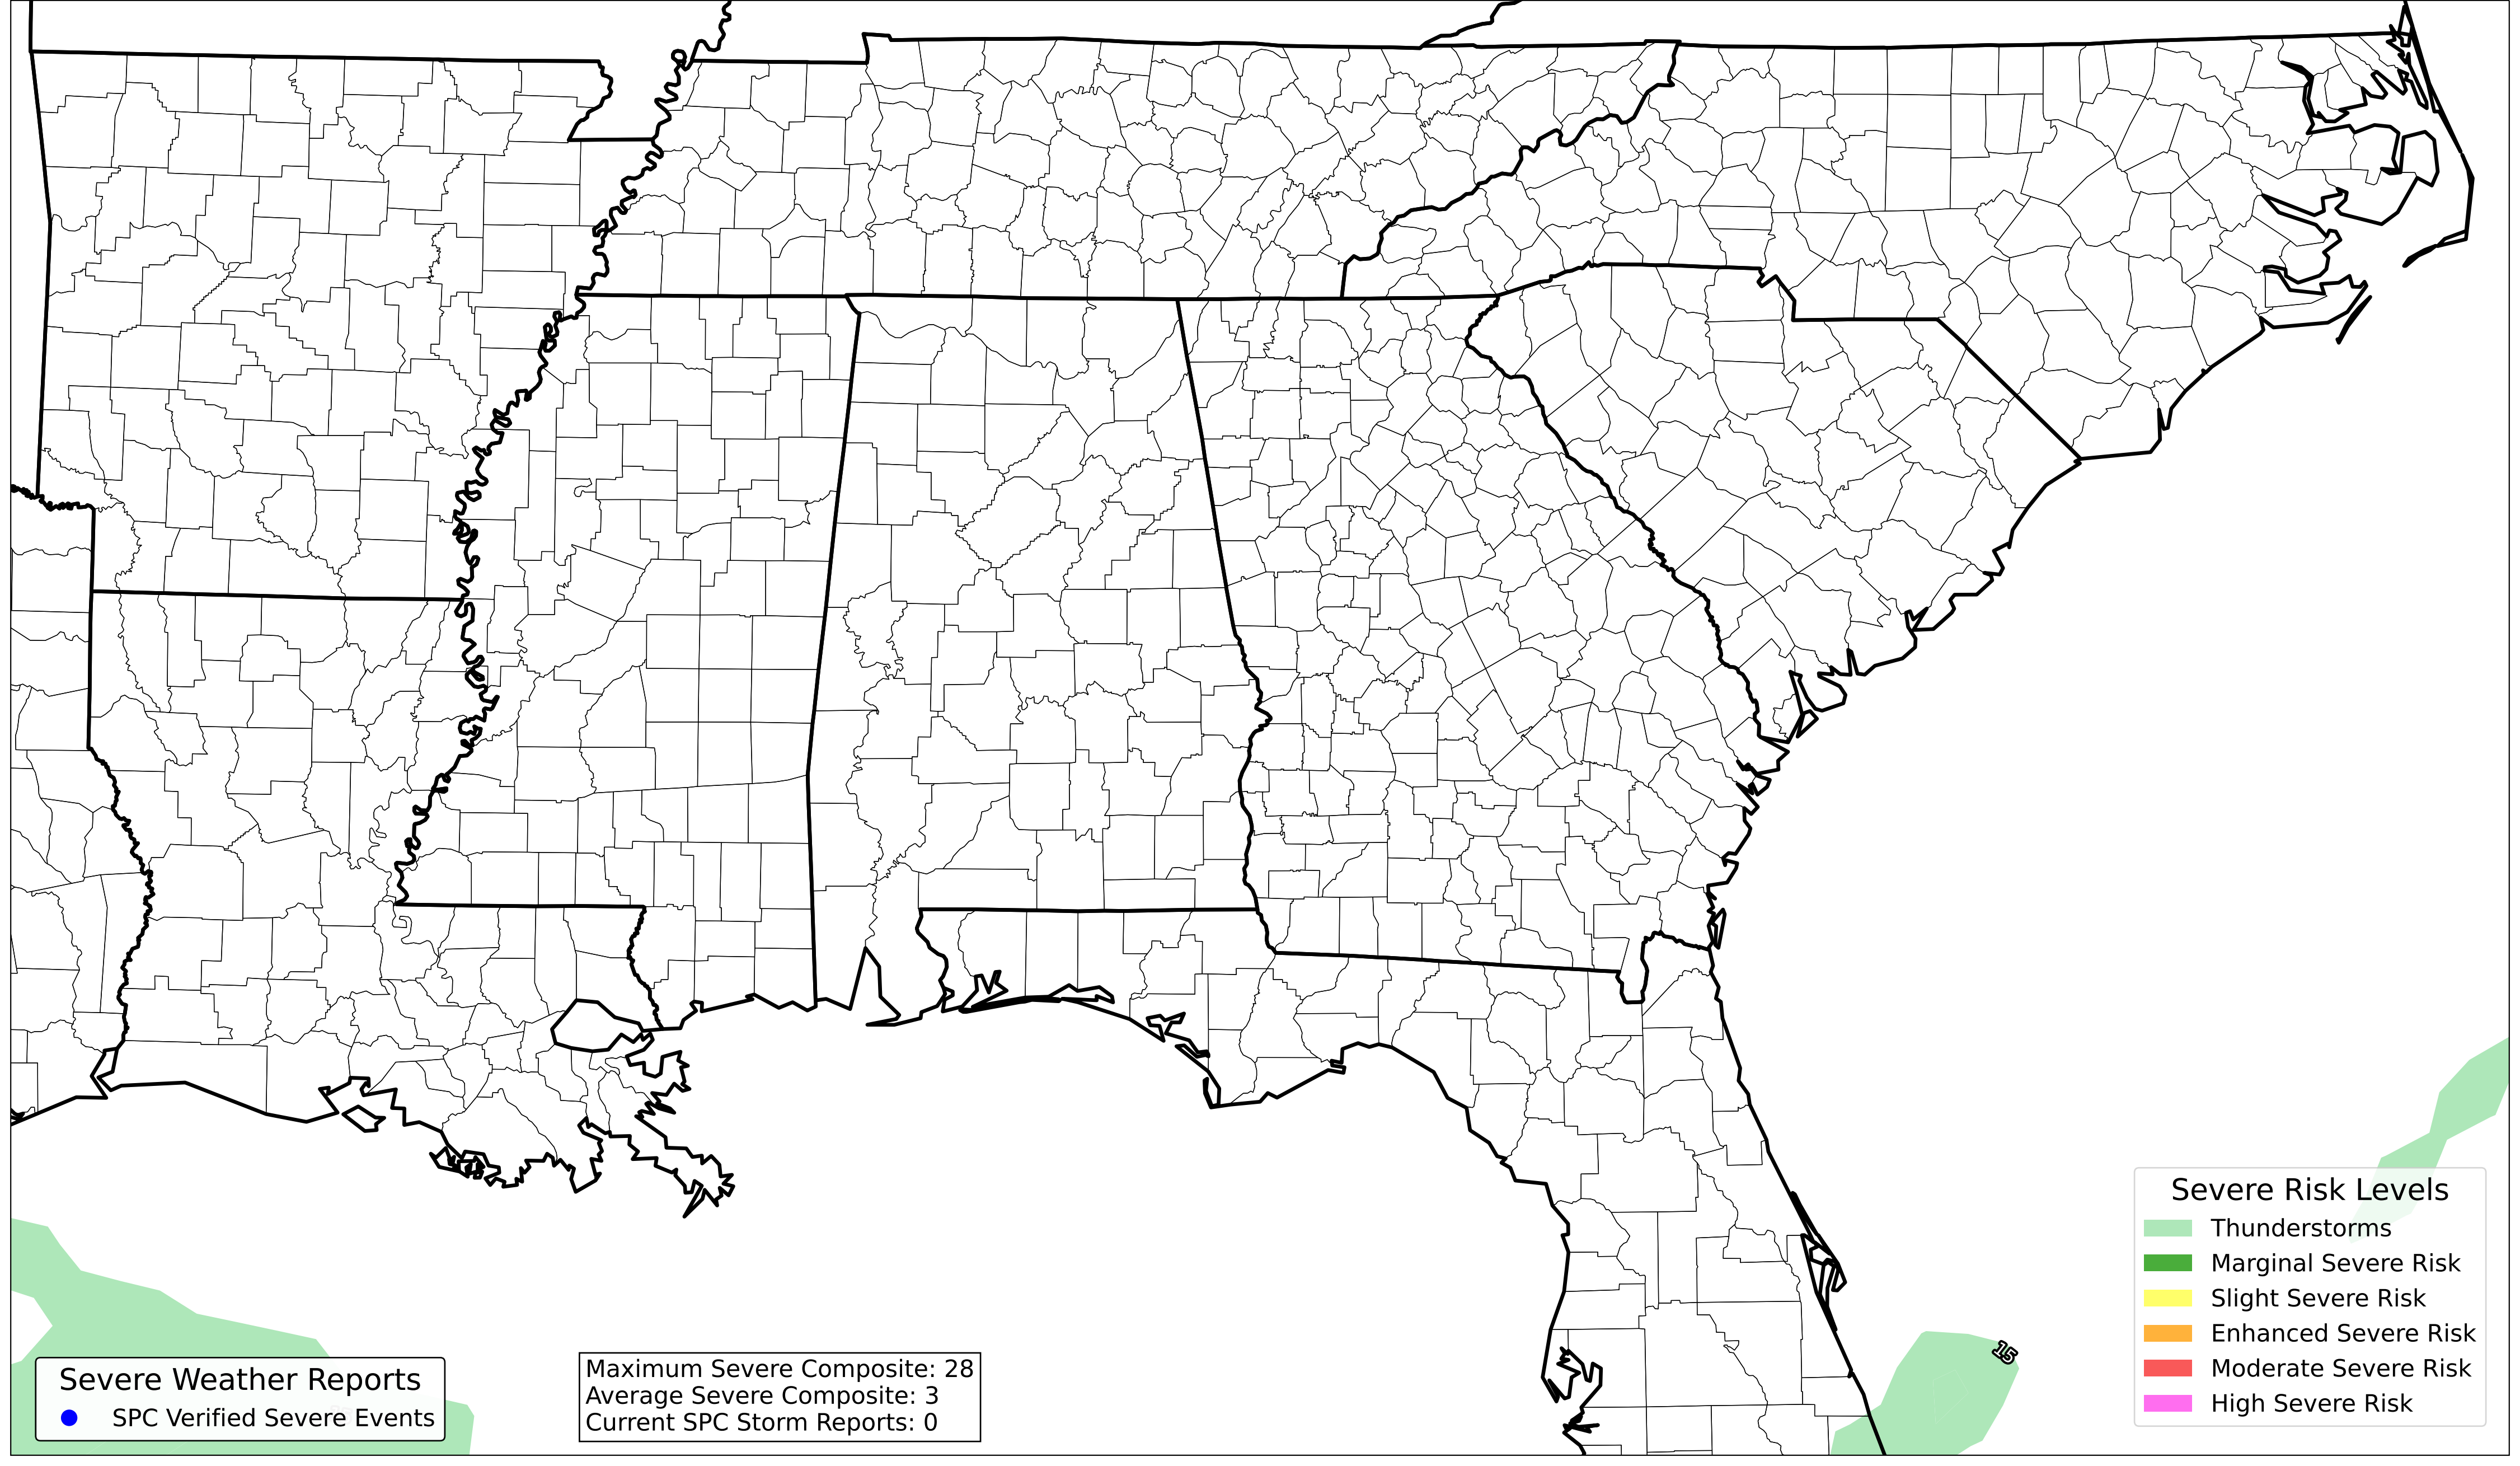 15
Severe Weather Reports
SPC Verified Severe Events
Maximum Severe Composite: 28
Average Severe Composite: 3
Current SPC Storm Reports: 0
Severe Risk Levels
Thunderstorms
Marginal Severe Risk
Slight Severe Risk
Enhanced Severe Risk
Moderate Severe Risk
High Severe Risk